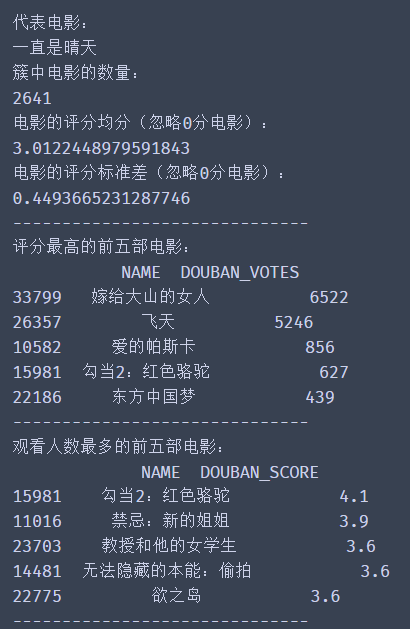 代表电影：
一直是晴天
簇中电影的数量：
2641
电影的评分均分（忽略0分电影）：
3.0122448979591843
电影的评分标准差（忽略0分电影）：
0.4493665231287746
------------------------------
评分最高的前五部电影：
NAME DOUBAN_VOTES
33799 嫁给大山的女人 6522
26357 飞天 5246
10582 爱的帕斯卡 856
15981 勾当2：红色骆驼 627
22186 东方中国梦 439
------------------------------
观看人数最多的前五部电影：
NAME DOUBAN_SCORE
15981 勾当2：红色骆驼 4.1
11016 禁忌：新的姐姐 3.9
23703 教授和他的女学生 3.6
14481 无法隐藏的本能：偷拍 3.6
22775 欲之岛 3.6
------------------------------